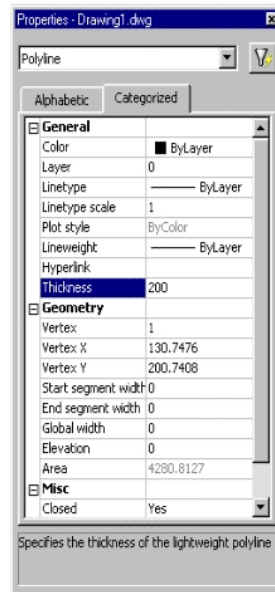 Properties - Drawing1.dwg
Polyline
Alphabetic Categorized
General
Color ByLayer
Layer 0
Linetype ByLayer
Linetype scale 1
Plot style ByColor
Lineweight ByLayer
Hyperlink
Thickness 200
Geometry
Vertex 1
Vertex X 130.7476
Vertex Y 200.7408
Start segment width 0
End segment width 0
Global width 0
Elevation 0
Area 4280.8127
Misc
Closed Yes
Specifies the thickness of the lightweight polyline